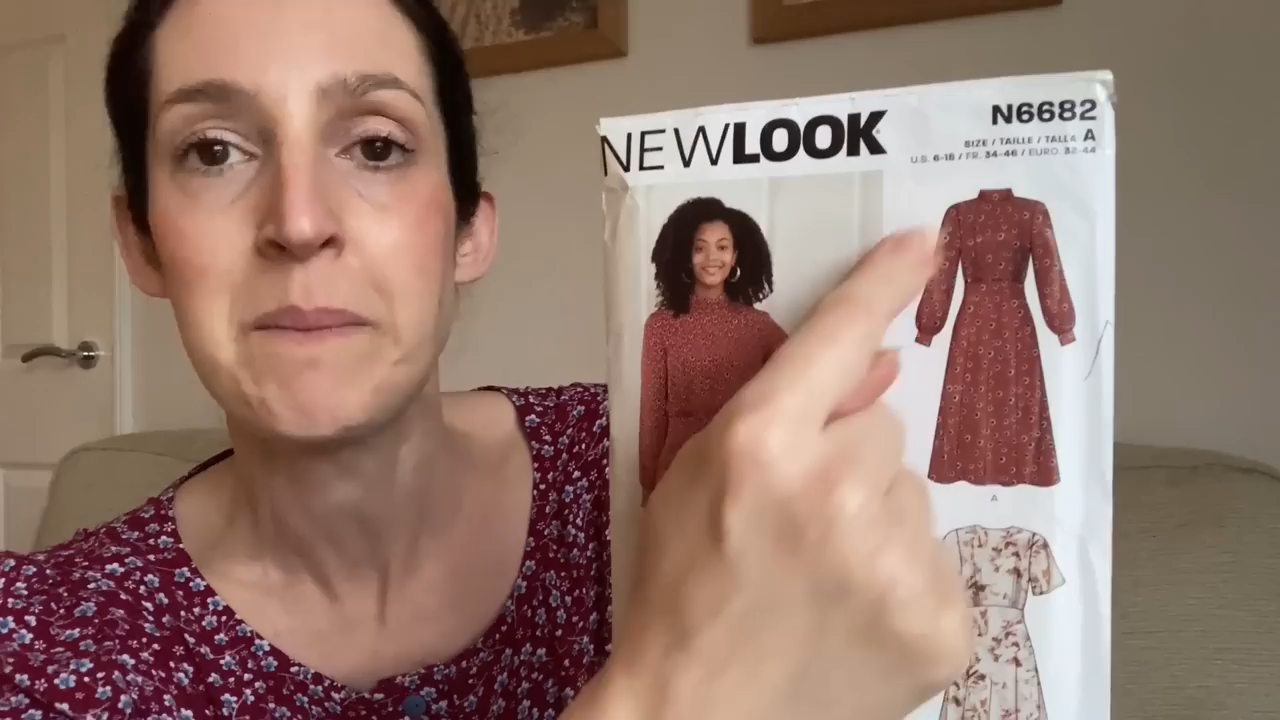 NEWLOOK
N6682
SIZE / TAILLE / TALLA A
U.S. 6-18 / FR. 34-46 / EURO. 32-44
A